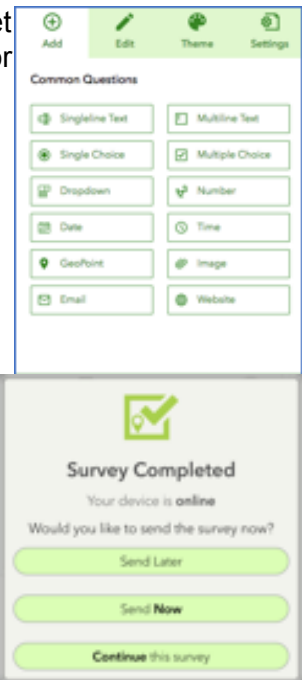 et
or
Add Edit Theme Settings
Common Questions
Singleline Text Multiline Text
Single Choice Multiple Choice
Dropdown Number
Date Time
GeoPoint Image
Email Website
Survey Completed
Your device is online
Would you like to send the survey now?
Send Later
Send Now
Continue this survey